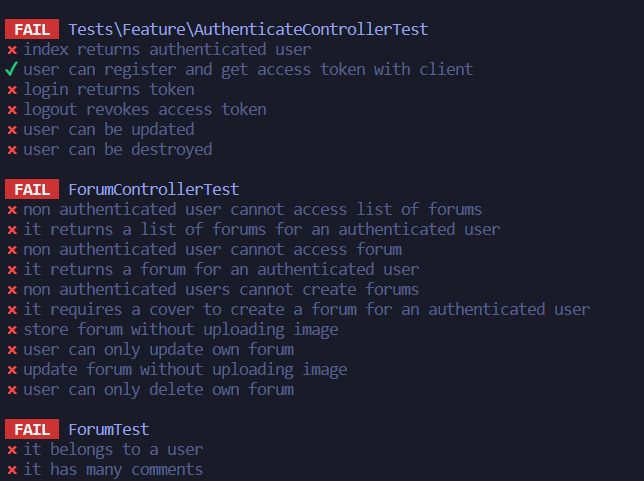 FAIL Tests\Feature\AuthenticateControllerTest
⨯ index returns authenticated user
✓ user can register and get access token with client
⨯ login returns token
⨯ logout revokes access token
⨯ user can be updated
⨯ user can be destroyed
FAIL ForumControllerTest
⨯ non authenticated user cannot access list of forums
⨯ it returns a list of forums for an authenticated user
⨯ non authenticated user cannot access forum
⨯ it returns a forum for an authenticated user
⨯ non authenticated users cannot create forums
⨯ it requires a cover to create a forum for an authenticated user
⨯ store forum without uploading image
⨯ user can only update own forum
⨯ update forum without uploading image
⨯ user can only delete own forum
FAIL ForumTest
⨯ it belongs to a user
⨯ it has many comments